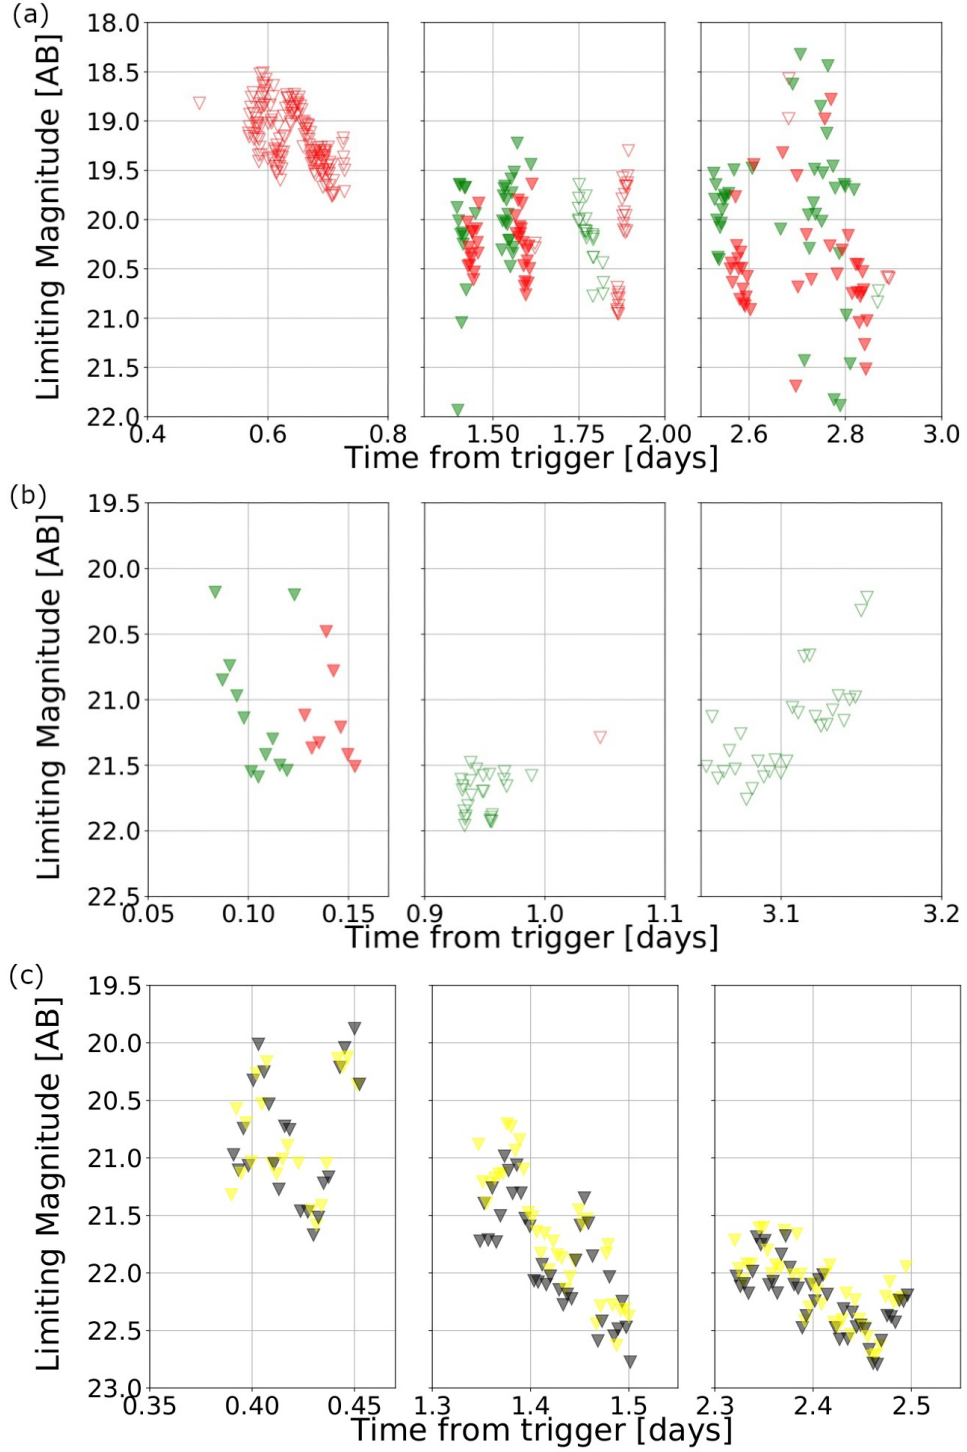 (a)
Limiting Magnitude [AB]
18.0
18.5
19.0
19.5
20.0
20.5
21.0
21.5
22.0
0.4 0.6 0.8 1.50 1.75 2.00 2.6 2.8 3.0
Time from trigger [days]
(b)
Limiting Magnitude [AB]
19.5
20.0
20.5
21.0
21.5
22.0
22.5
0.05 0.10 0.15 0.9 1.0 1.1 3.1 3.2
Time from trigger [days]
(c)
Limiting Magnitude [AB]
19.5
20.0
20.5
21.0
21.5
22.0
22.5
23.0
0.35 0.40 0.45 1.3 1.4 1.5 2.3 2.4 2.5
Time from trigger [days]